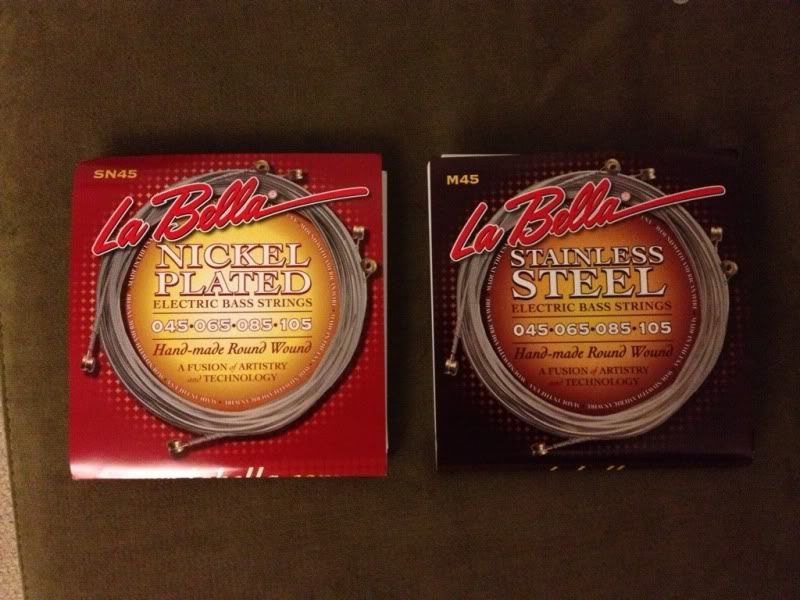 SN45
La Bella®
NICKEL
PLATED
ELECTRIC BASS STRINGS
045•065•085•105
Hand-made Round Wound
A FUSION of ARTISTRY
and TECHNOLOGY
M45
La Bella®
STAINLESS
STEEL
ELECTRIC BASS STRINGS
045•065•085•105
Hand-made Round Wound
A FUSION of ARTISTRY
and TECHNOLOGY